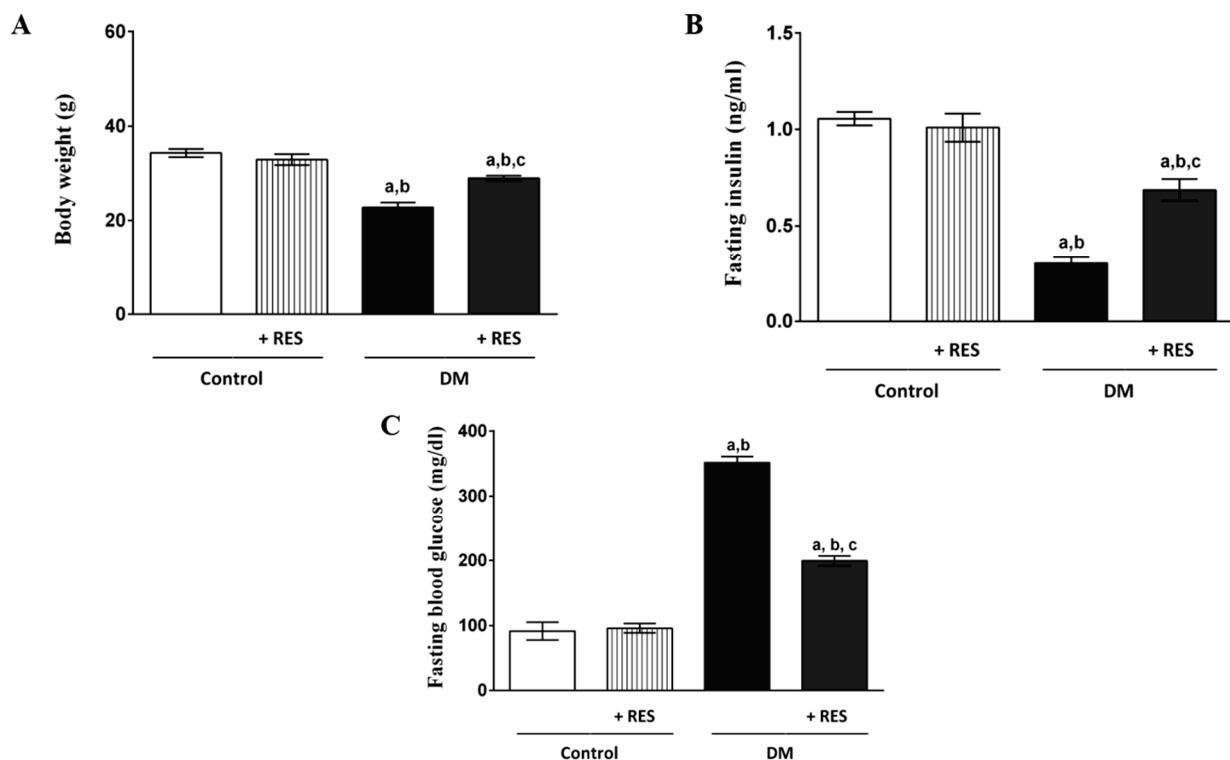 A
Body weight (g)
60
40
20
0
a,b
a,b,c
+ RES
+ RES
Control
DM
B
Fasting insulin (ng/ml)
1.5
1.0
0.5
0.0
a,b
a,b,c
+ RES
+ RES
Control
DM
C
Fasting blood glucose (mg/dl)
400
300
200
100
0
a,b
a, b, c
+ RES
+ RES
Control
DM